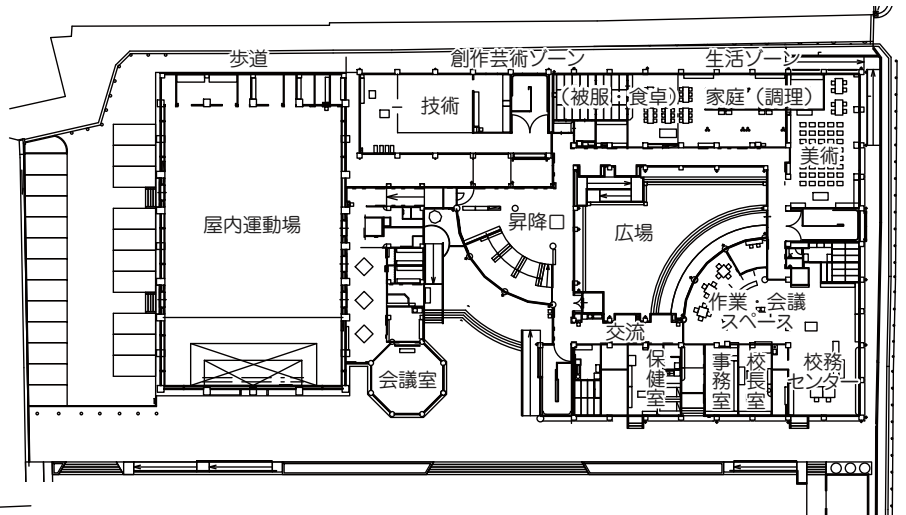 歩道
創作芸術ゾーン
生活ゾーン
技術
（被服・食卓）
家庭（調理）
美術
屋内運動場
昇降口
広場
作業・会議
スペース
交流
会議室
保健室
事務室
校長室
校務
センター